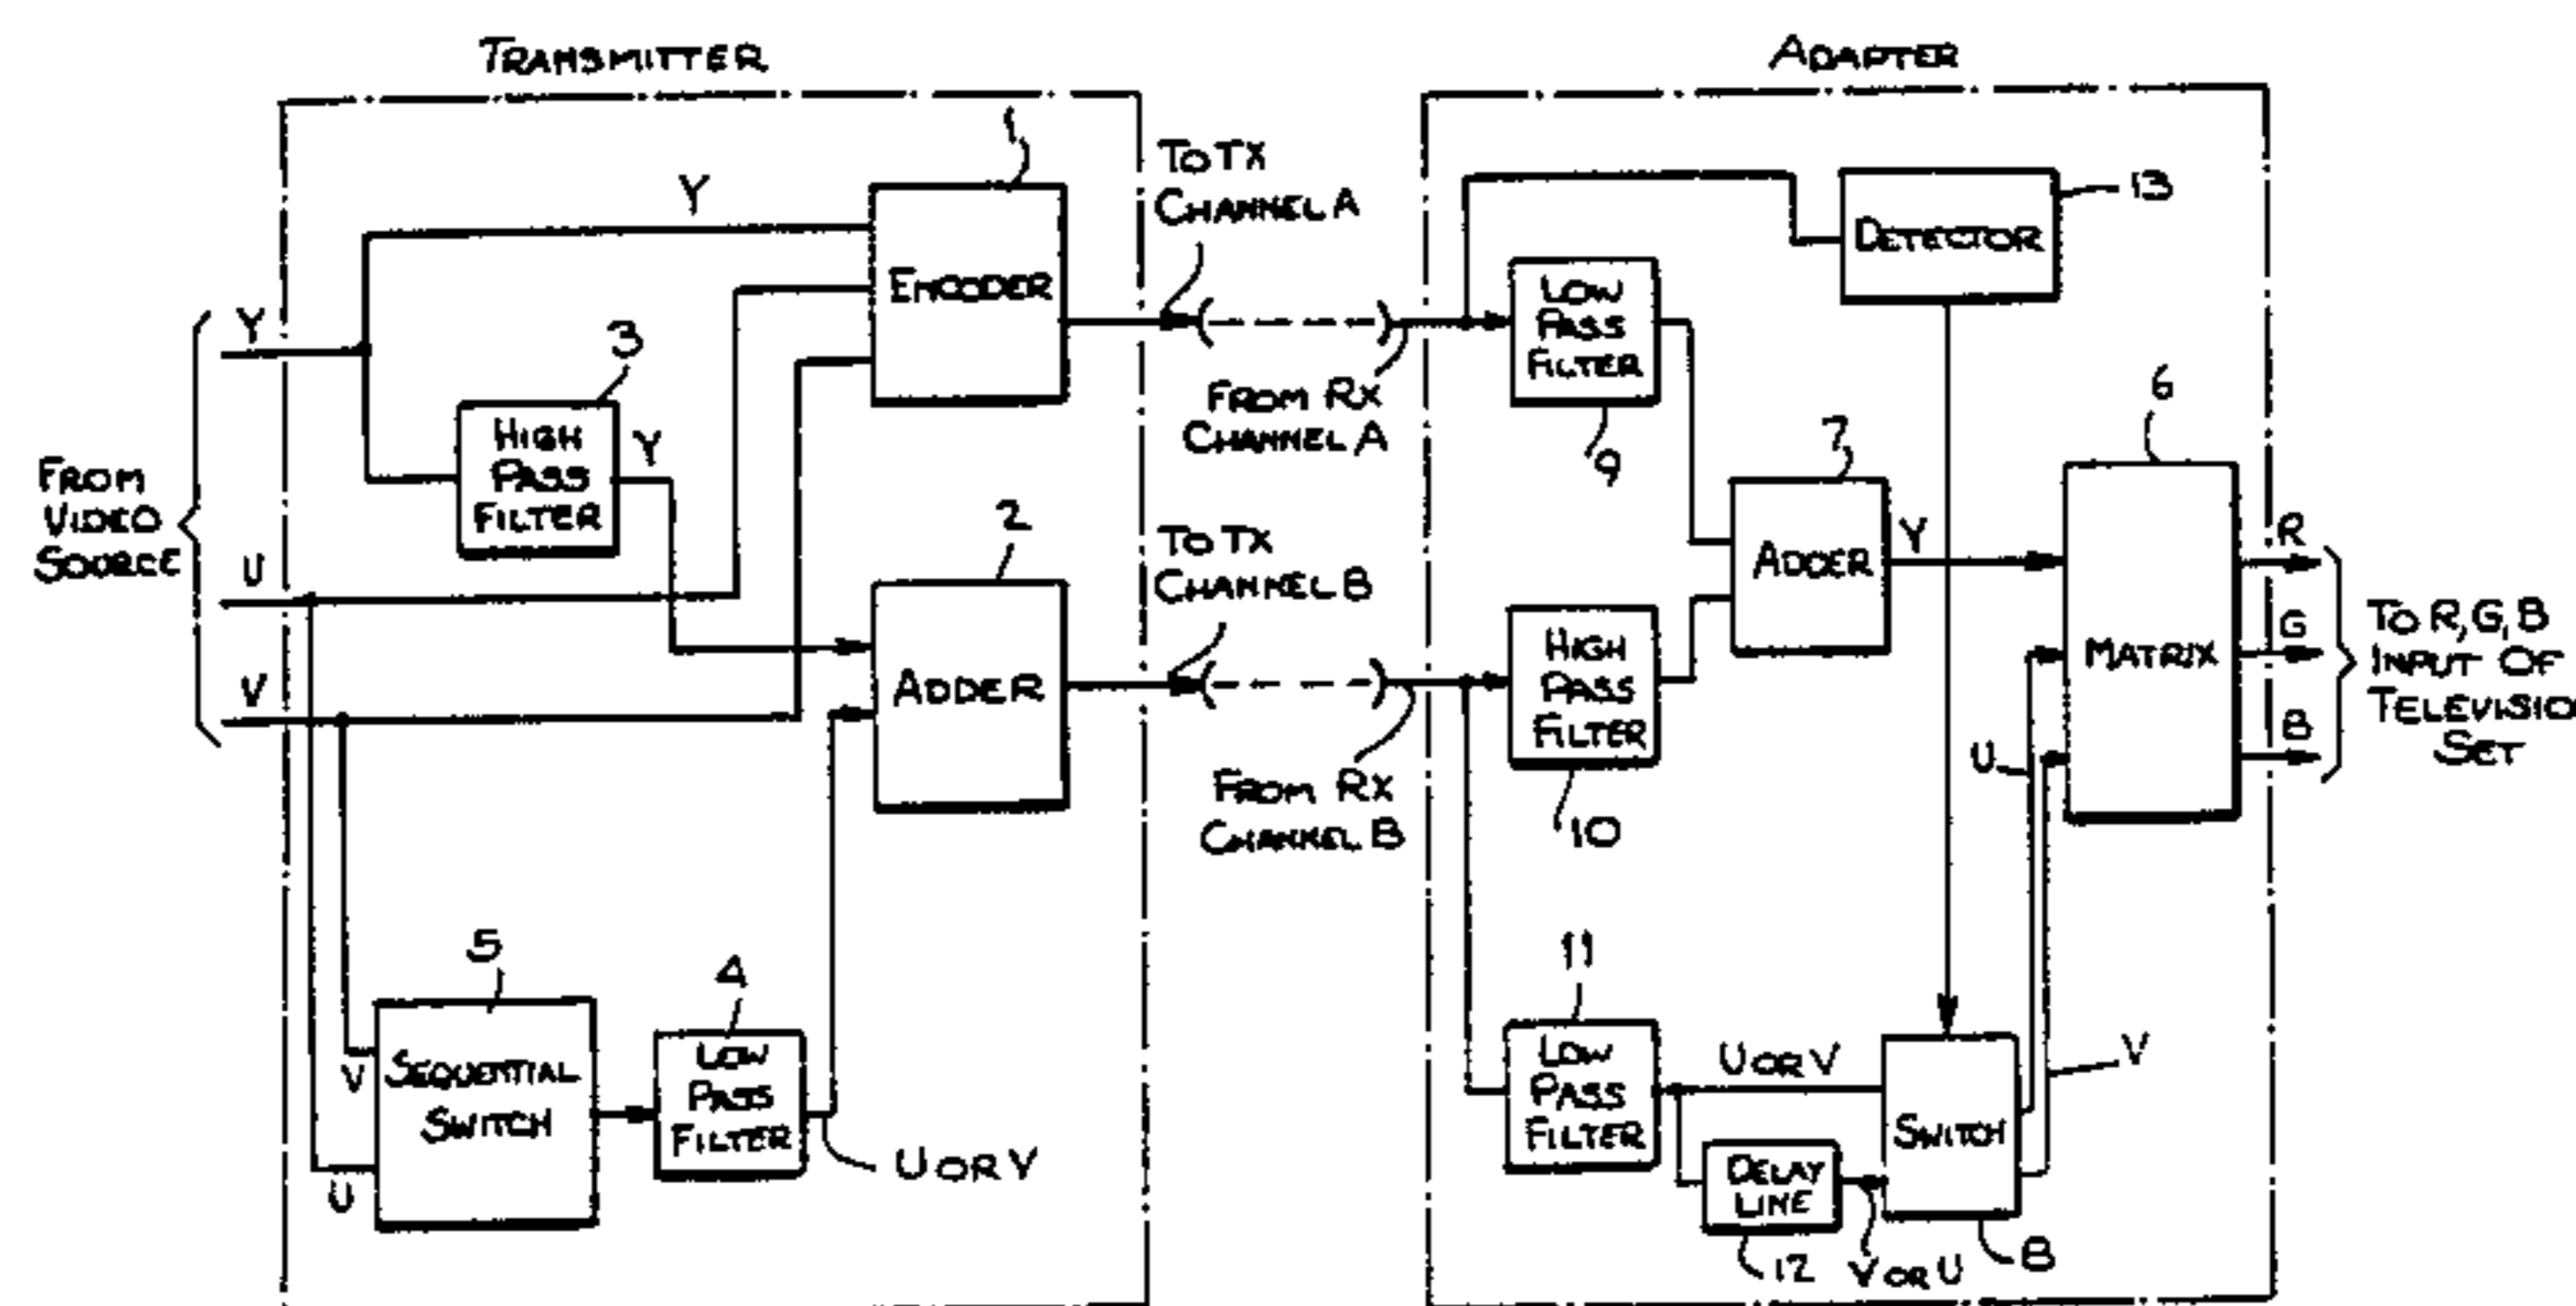 TRANSMITTER
ADAPTER
1
TO TX
CHANNEL A
Y
ENCODER
13
DETECTOR
LOW
PASS
FILTER
9
Y
3
HIGH
PASS
FILTER
Y
FROM RX
CHANNEL A
6
7
ADDER
Y
FROM
VIDEO
SOURCE
2
TO TX
CHANNEL B
R
G
B
TO R, G, B
INPUT OF
TELEVISIO
SET
U
V
ADDER
HIGH
PASS
FILTER
10
MATRIX
U
FROM RX
CHANNEL B
5
4
11
V
SEQUENTIAL
SWITCH
V
U
LOW
PASS
FILTER
U OR V
LOW
PASS
FILTER
U OR V
SWITCH
DELAY
LINE
12
V OR U
8